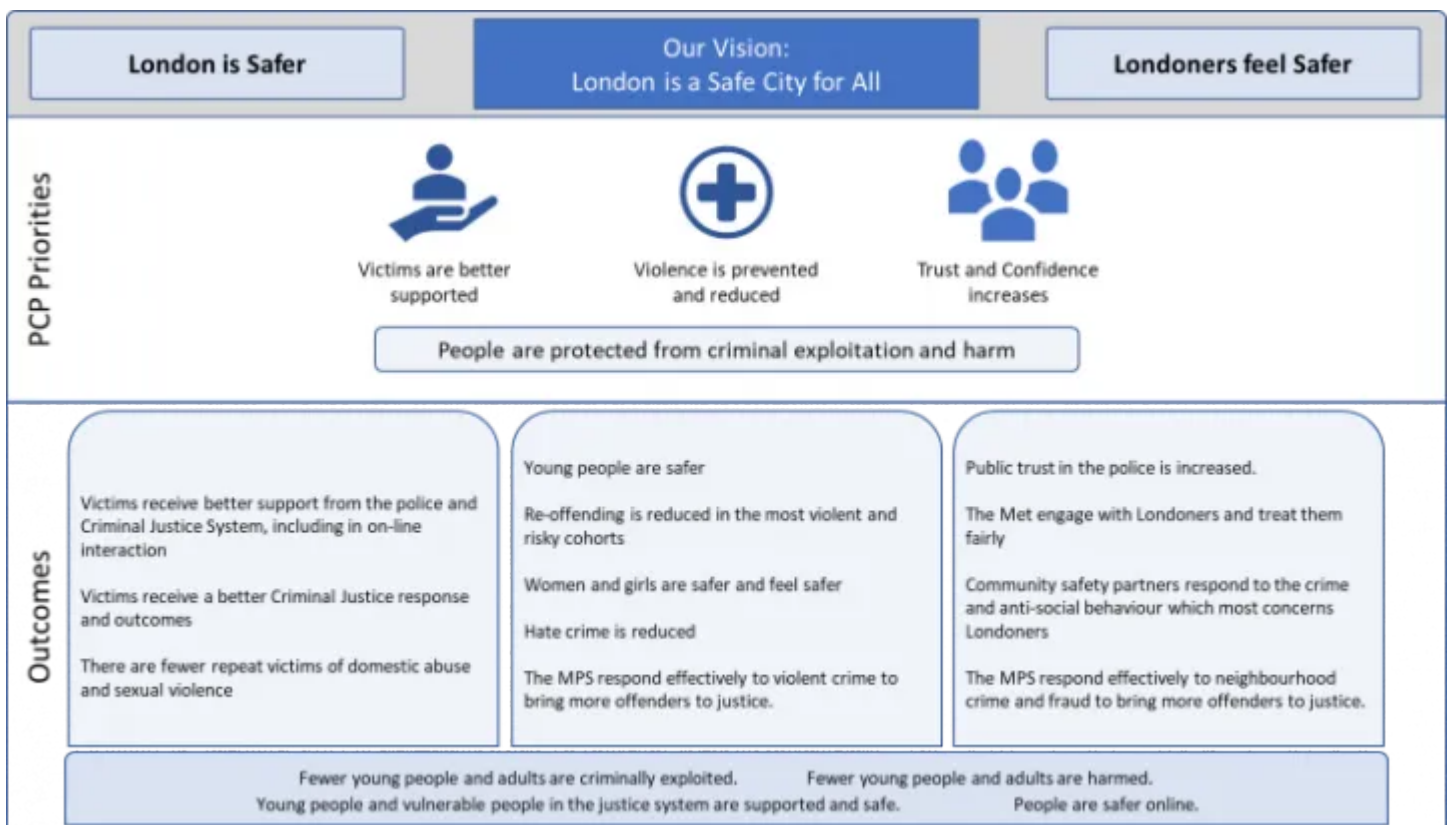 London is Safer
Our Vision:
London is a Safe City for All
Londoners feel Safer
PCP Priorities
Victims are better
supported
Violence is prevented
and reduced
Trust and Confidence
increases
People are protected from criminal exploitation and harm
Outcomes
Victims receive better support from the police and
Criminal Justice System, including in on-line
interaction
Victims receive a better Criminal Justice response
and outcomes
There are fewer repeat victims of domestic abuse
and sexual violence
Young people are safer
Re-offending is reduced in the most violent and
risky cohorts
Women and girls are safer and feel safer
Hate crime is reduced
The MPS respond effectively to violent crime to
bring more offenders to justice.
Public trust in the police is increased.
The Met engage with Londoners and treat them
fairly
Community safety partners respond to the crime
and anti-social behaviour which most concerns
Londoners
The MPS respond effectively to neighbourhood
crime and fraud to bring more offenders to justice.
Fewer young people and adults are criminally exploited. Fewer young people and adults are harmed.
Young people and vulnerable people in the justice system are supported and safe. People are safer online.